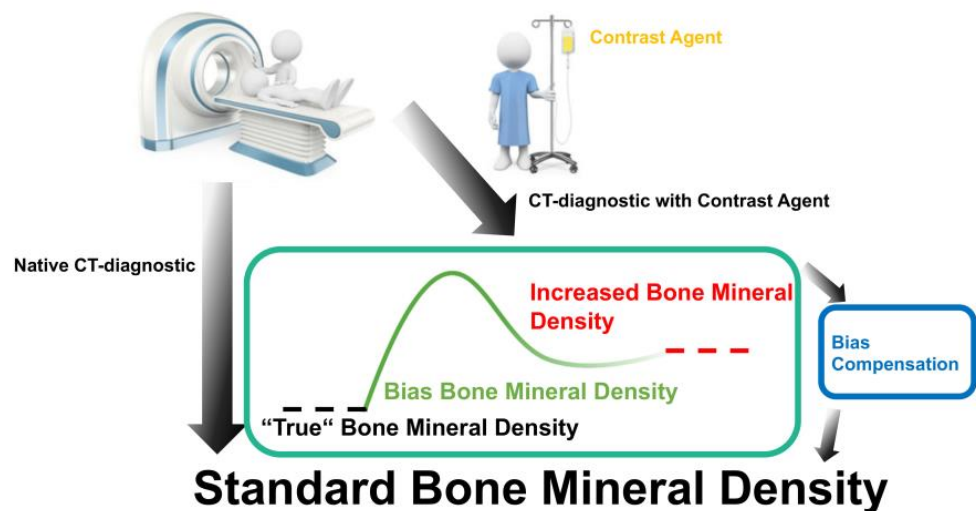 Contrast Agent
CT-diagnostic with Contrast Agent
Native CT-diagnostic
Increased Bone Mineral
Density
Bias
Compensation
Bias Bone Mineral Density
“True“ Bone Mineral Density
Standard Bone Mineral Density